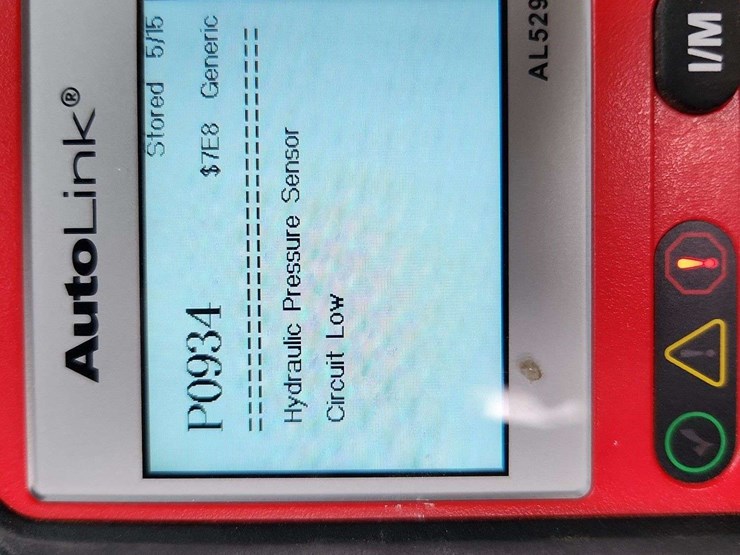 AutoLink®
Stored 5/15
P0934 $7E8 Generic
==============================
Hydraulic Pressure Sensor
Circuit Low
AL529
I/M